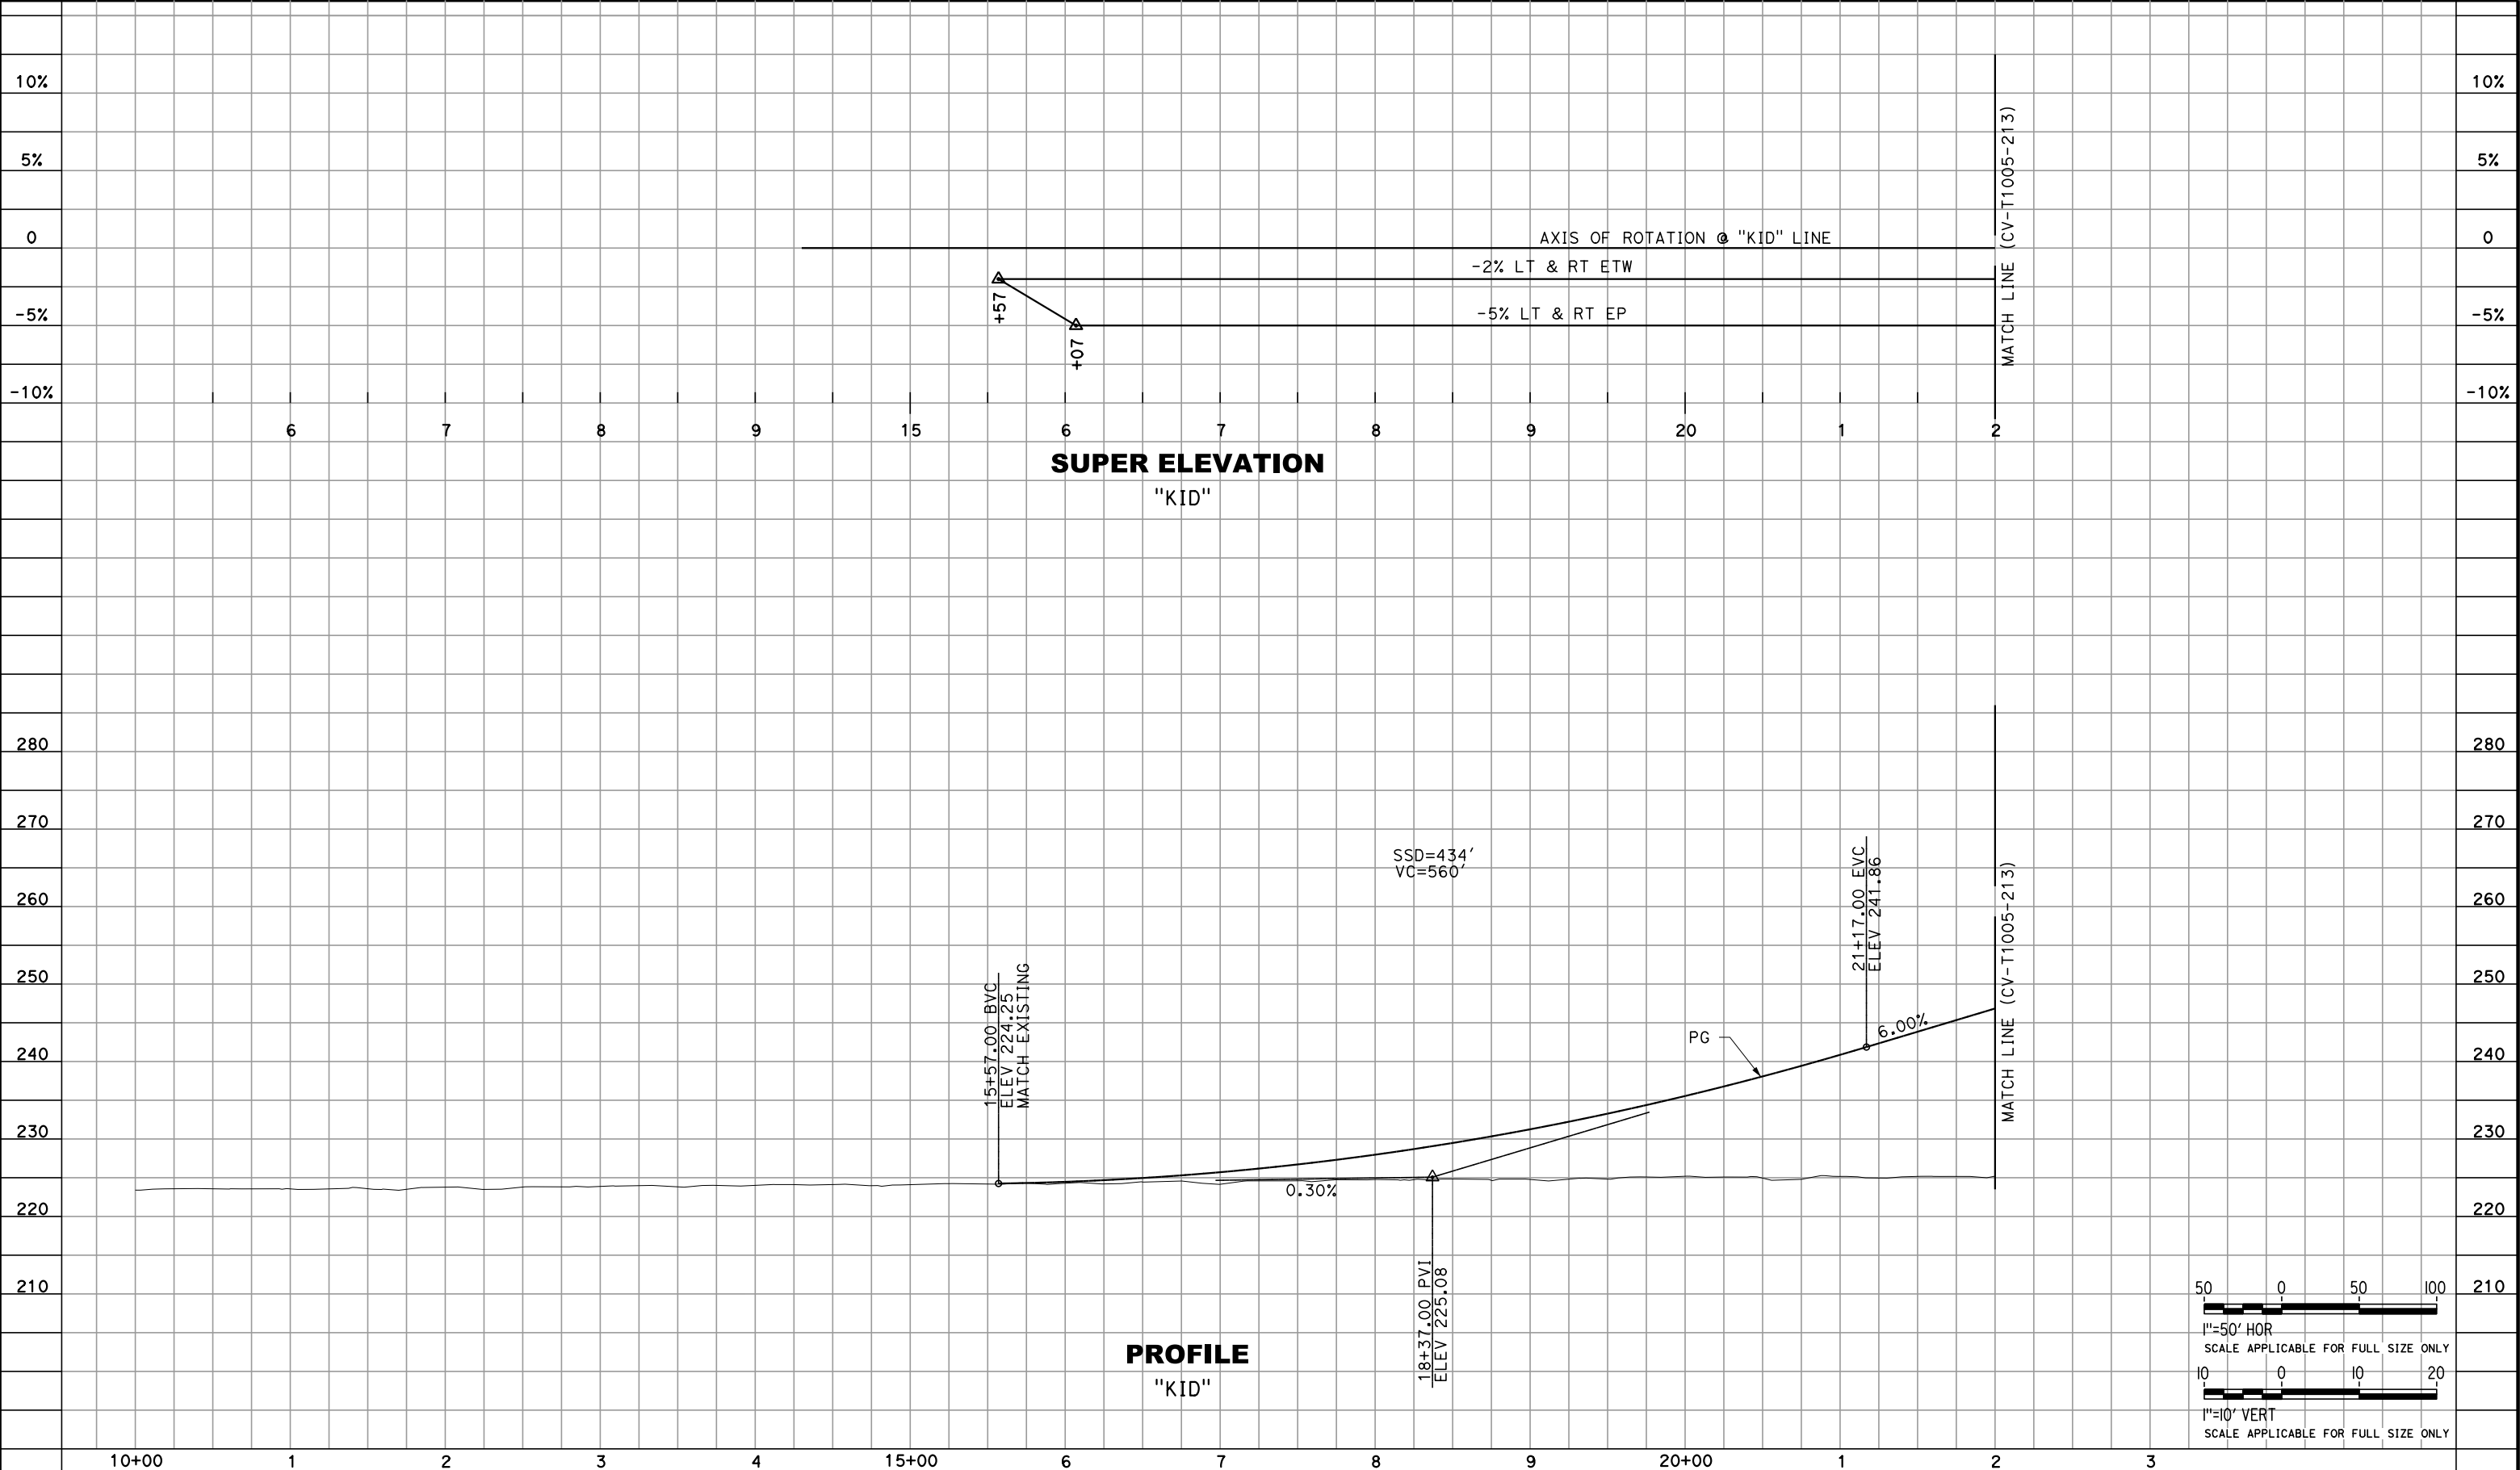 10% 10%
5% 5%
0 0
-5% -5%
-10% -10%
AXIS OF ROTATION @ "KID" LINE
-2% LT & RT ETW
-5% LT & RT EP
+57
+07
MATCH LINE (CV-T1005-213)
6 7 8 9 15 6 7 8 9 20 1 2
SUPER ELEVATION
"KID"
280 280
270 270
260 260
250 250
240 240
230 230
220 220
210 210
SSD=434'
VC=560'
15+57.00 BVC
ELEV 224.25
MATCH EXISTING
21+17.00 EVC
ELEV 241.86
PG
6.00%
0.30%
18+37.00 PVI
ELEV 225.08
MATCH LINE (CV-T1005-213)
PROFILE
"KID"
50 0 50 100
1"=50' HOR
SCALE APPLICABLE FOR FULL SIZE ONLY
10 0 10 20
1"=10' VERT
SCALE APPLICABLE FOR FULL SIZE ONLY
10+00 1 2 3 4 15+00 6 7 8 9 20+00 1 2 3